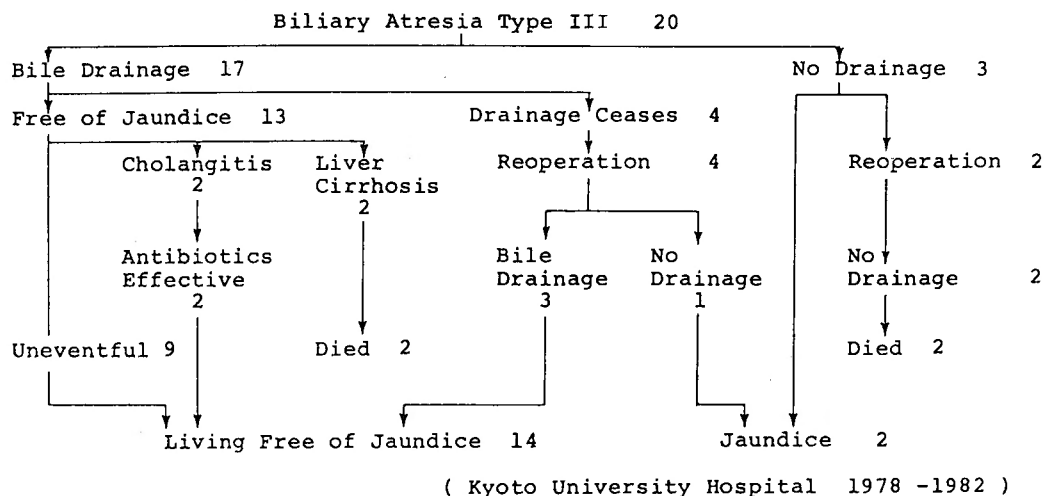 Biliary Atresia Type III 20
Bile Drainage 17 No Drainage 3
Free of Jaundice 13 Drainage Ceases 4
Cholangitis 2
Liver Cirrhosis 2
Reoperation 4
Reoperation 2
Antibiotics Effective 2
Bile Drainage 3
No Drainage 1
No Drainage 2
Uneventful 9 Died 2 Died 2
Living Free of Jaundice 14 Jaundice 2
( Kyoto University Hospital 1978 -1982 )